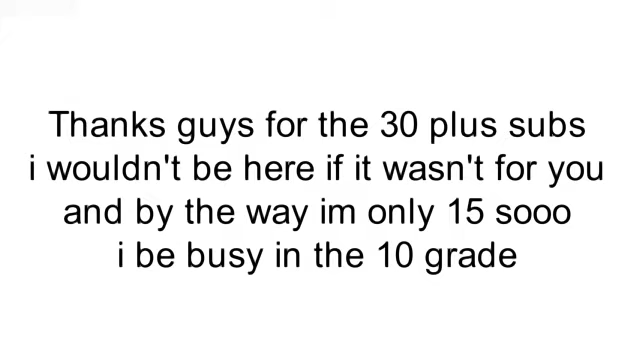 Thanks guys for the 30 plus subs
i wouldn't be here if it wasn't for you
and by the way im only 15 sooo
i be busy in the 10 grade